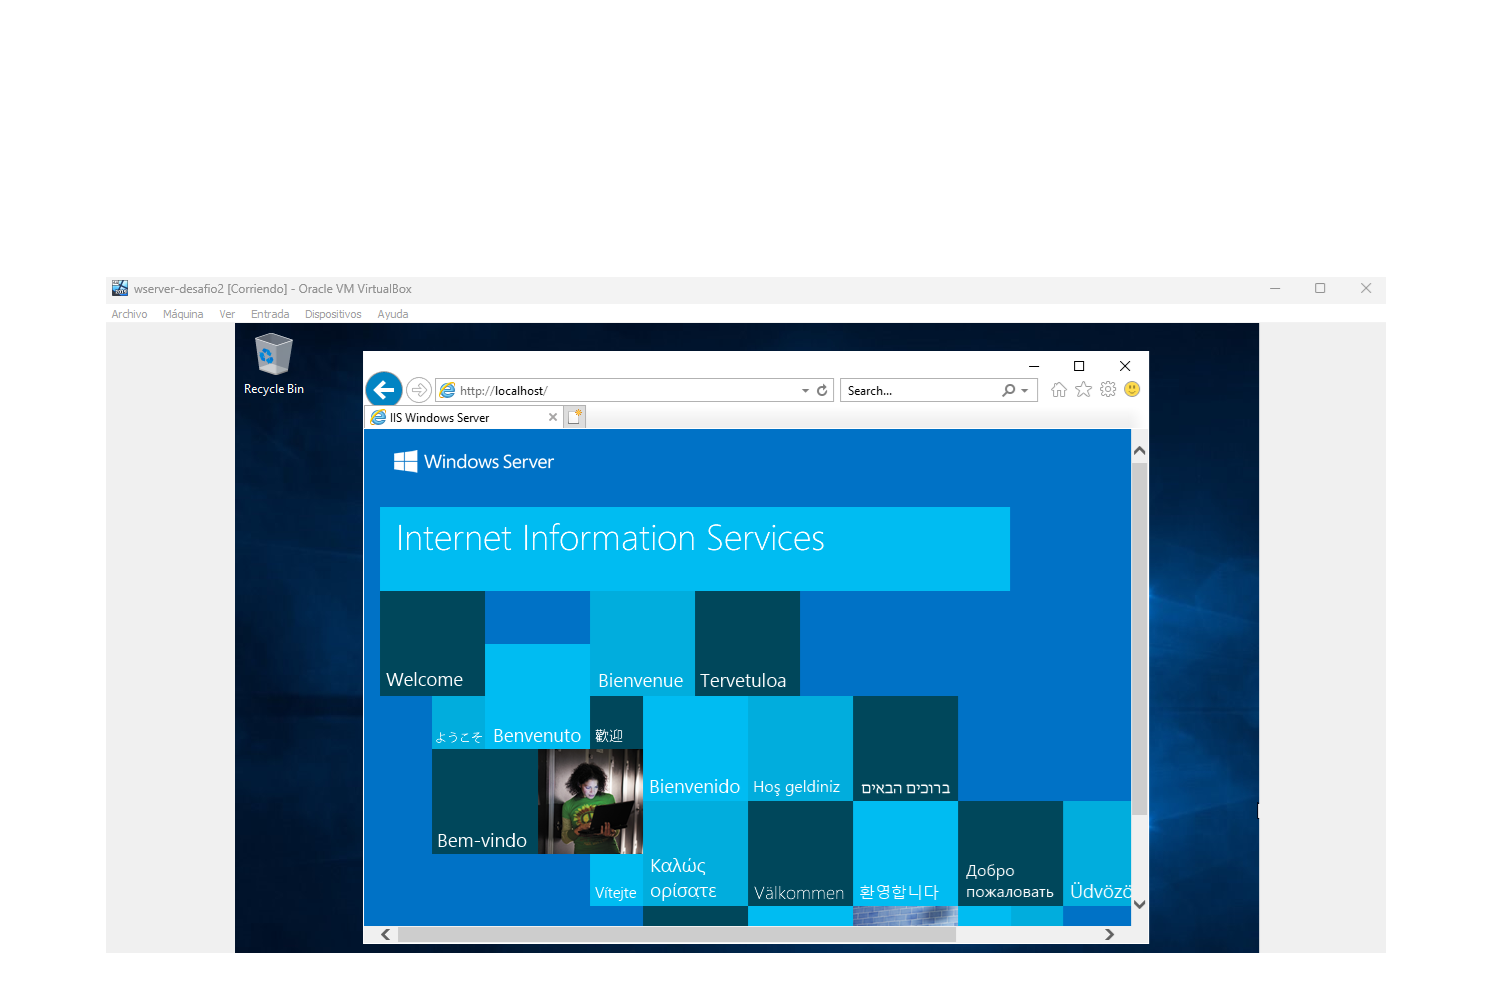 wserver-desafio2 [Corriendo] - Oracle VM VirtualBox
Archivo Máquina Ver Entrada Dispositivos Ayuda
Recycle Bin
http://localhost/
Search...
IIS Windows Server
Windows Server
Internet Information Services
Welcome
Bienvenue
Tervetuloa
ようこそ
Benvenuto
歡迎
Bienvenido
Hoş geldiniz
ברוכים הבאים
Bem-vindo
Vítejte
Καλώς
ορίσατε
Välkommen
환영합니다
Добро
пожаловать
Üdvözö